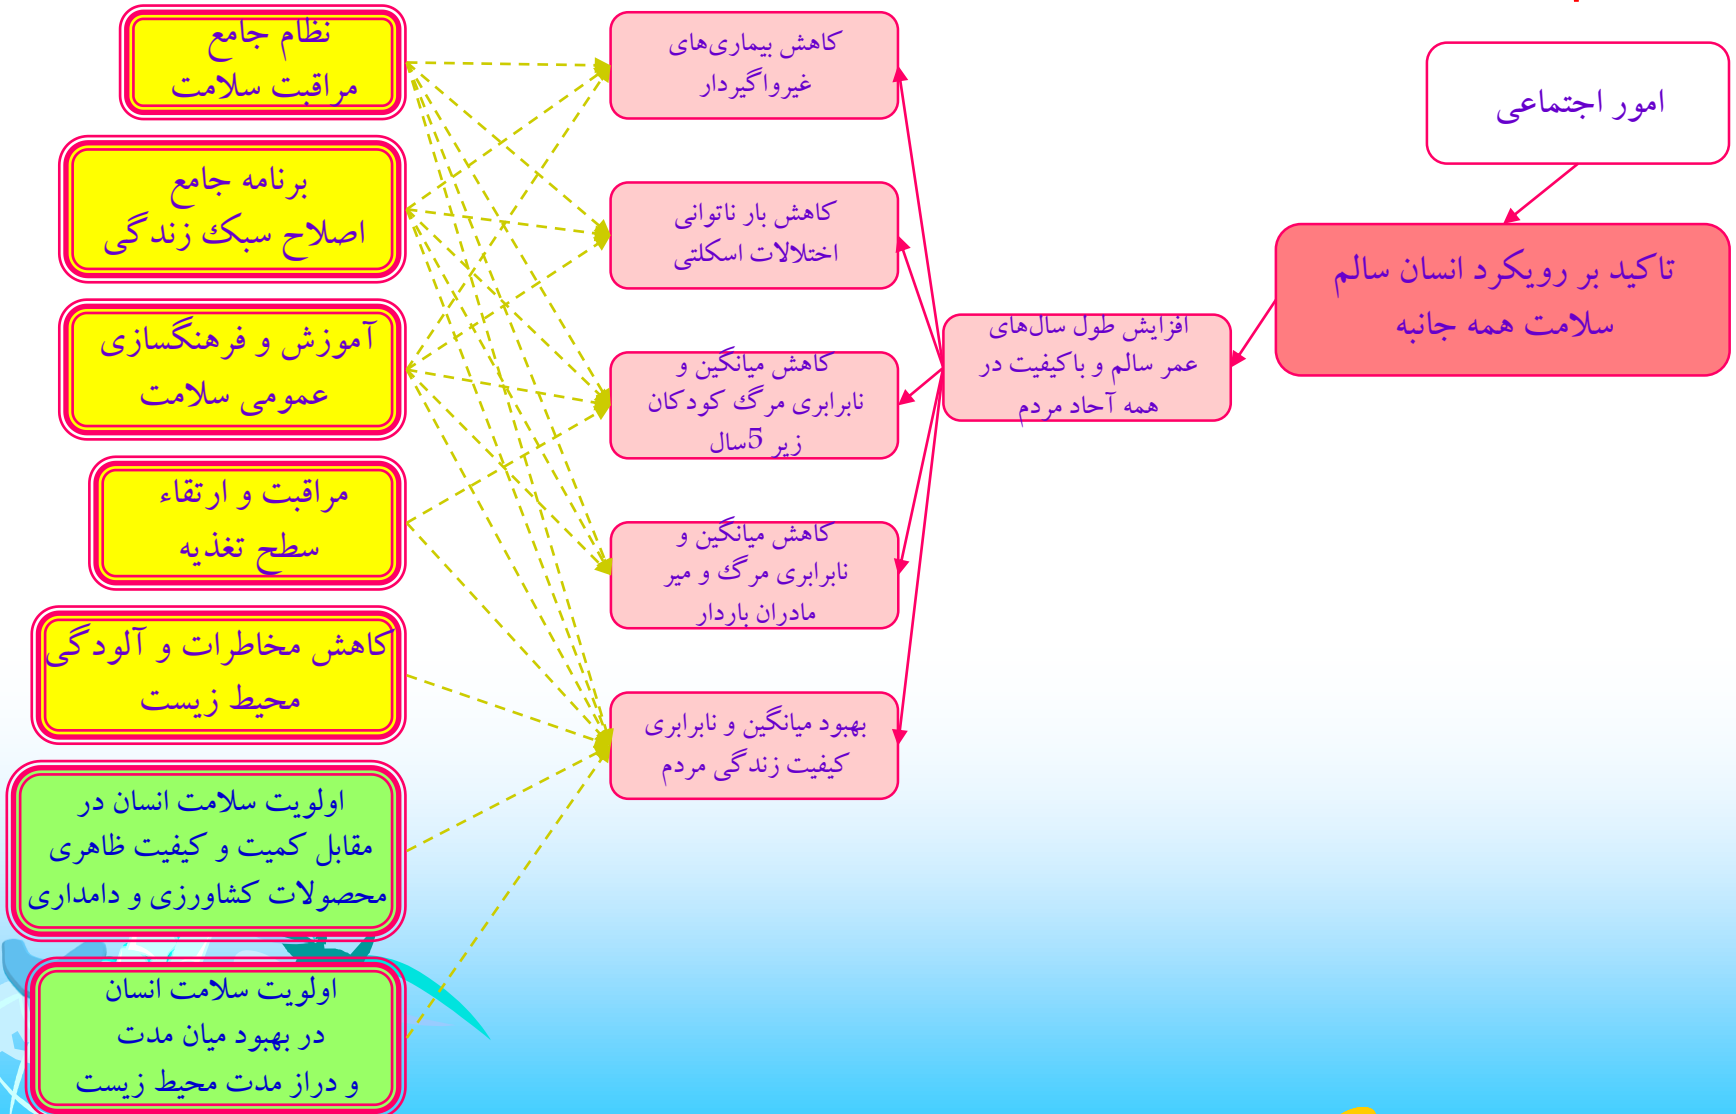 امور اجتماعی
تاکید بر رویکرد انسان سالم
سلامت همه جانبه
افزایش طول سال‌های
عمر سالم و باکیفیت در
همه آحاد مردم
کاهش بیماری‌های
غیرواگیردار
کاهش بار ناتوانی
اختلالات اسکلتی
کاهش میانگین و
نابرابری مرگ کودکان
زیر 5سال
کاهش میانگین و
نابرابری مرگ و میر
مادران باردار
بهبود میانگین و نابرابری
کیفیت زندگی مردم
نظام جامع
مراقبت سلامت
برنامه جامع
اصلاح سبک زندگی
آموزش و فرهنگسازی
عمومی سلامت
مراقبت و ارتقاء
سطح تغذیه
کاهش مخاطرات و آلودگی
محیط زیست
اولویت سلامت انسان در
مقابل کمیت و کیفیت ظاهری
محصولات کشاورزی و دامداری
اولویت سلامت انسان
در بهبود میان مدت
و دراز مدت محیط زیست